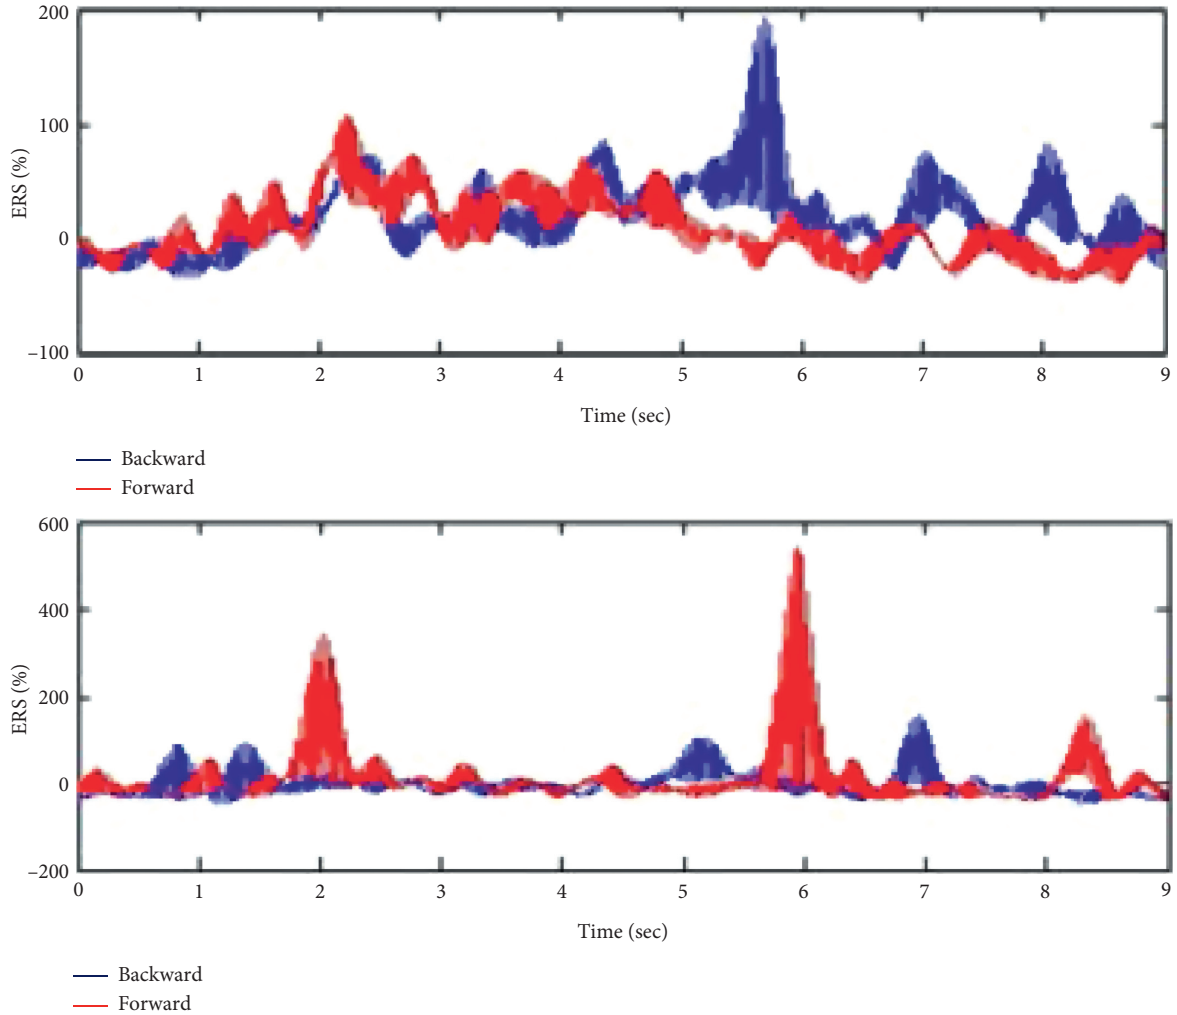 200
100
0
–100
ERS (%)
0 1 2 3 4 5 6 7 8 9
Time (sec)
Backward
Forward
600
400
200
0
–200
ERS (%)
0 1 2 3 4 5 6 7 8 9
Time (sec)
Backward
Forward